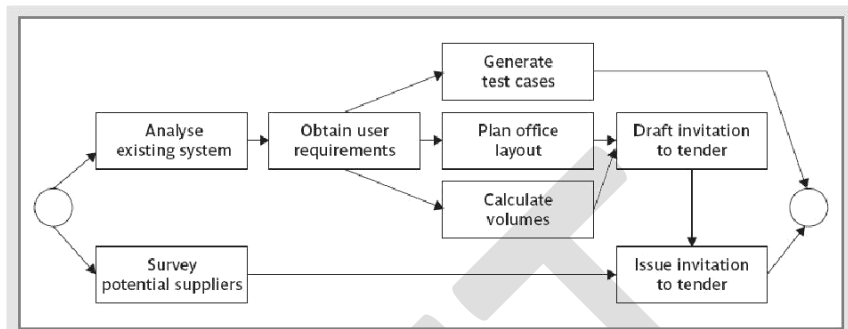 Generate
test cases
Analyse
existing system
Obtain user
requirements
Plan office
layout
Draft invitation
to tender
Calculate
volumes
Survey
potential suppliers
Issue invitation
to tender